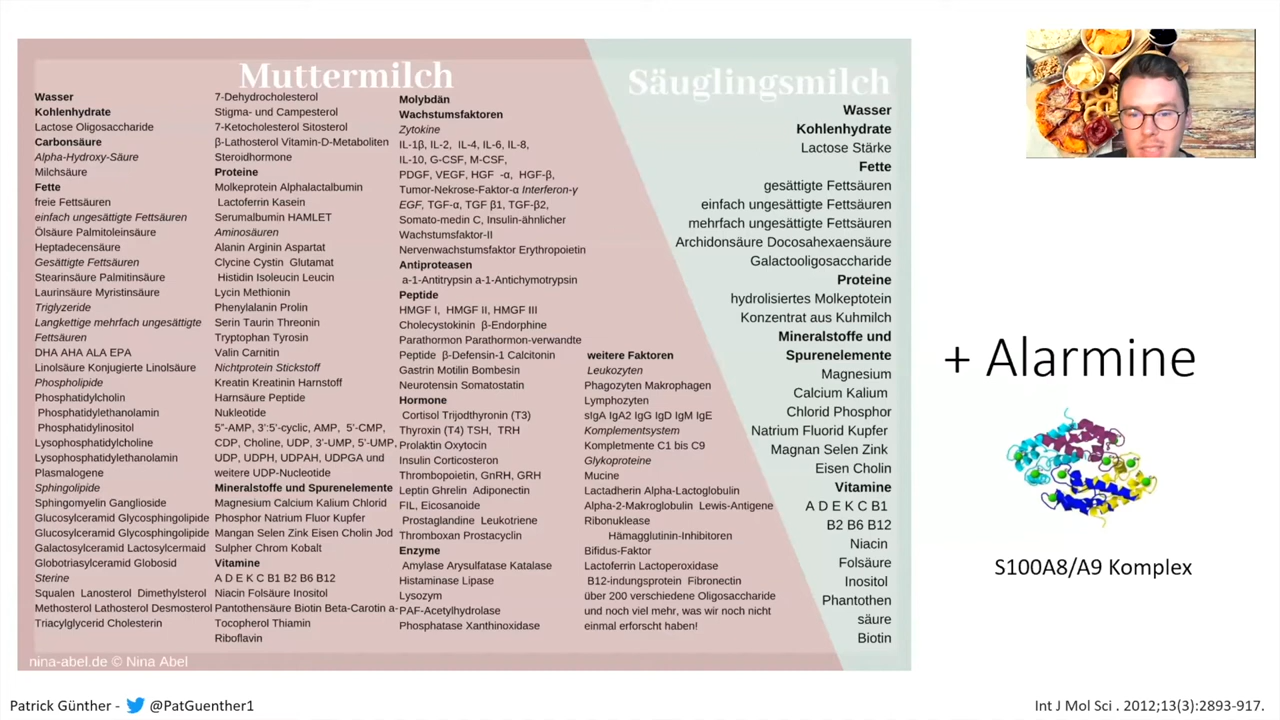 Muttermilch
Wasser
Kohlenhydrate
Lactose Oligosaccharide
Carbonsäure
Alpha-Hydroxy-Säure
Milchsäure
Fette
freie Fettsäuren
einfach ungesättigte Fettsäuren
Ölsäure Palmitoleinsäure
Heptadecensäure
Gesättigte Fettsäuren
Stearinsäure Palmitinsäure
Laurinsäure Myristinsäure
Triglyzeride
Langkettige mehrfach ungesättigte
Fettsäuren
DHA AHA ALA EPA
Linolsäure Konjugierte Linolsäure
Phospholipide
Phosphatidylcholin
Phosphatidylethanolamin
Phosphatidylinositol
Lysophosphatidylcholine
Lysophosphatidylethanolamin
Plasmalogene
Sphingolipide
Sphingomyelin Ganglioside
Glucosylceramid Glycosphingolipide
Glucosylceramid Glycosphingolipide
Galactosylceramid Lactosylcermaid
Globotriasylceramid Globosid
Sterine
Squalen Lanosterol Dimethylsterol
Methosterol Lathosterol Desmosterol
Triacylglycerid Cholesterin
7-Dehydrocholesterol
Stigma- und Campesterol
7-Ketocholesterol Sitosterol
β-Lathosterol Vitamin-D-Metaboliten
Steroidhormone
Proteine
Molkeprotein Alphalactalbumin
Lactoferrin Kasein
Serumalbumin HAMLET
Aminosäuren
Alanin Arginin Aspartat
Clycine Cystin Glutamat
Histidin Isoleucin Leucin
Lycin Methionin
Phenylalanin Prolin
Serin Taurin Threonin
Tryptophan Tyrosin
Valin Carnitin
Nichtprotein Stickstoff
Kreatin Kreatinin Harnstoff
Harnsäure Peptide
Nukleotide
5"-AMP, 3':5'-cyclic, AMP, 5'-CMP,
CDP, Choline, UDP, 3'-UMP, 5'-UMP,
UDP, UDPH, UDPAH, UDPGA und
weitere UDP-Nucleotide
Mineralstoffe und Spurenelemente
Magnesium Calcium Kalium Chlorid
Phosphor Natrium Fluor Kupfer
Mangan Selen Zink Eisen Cholin Jod
Sulpher Chrom Kobalt
Vitamine
A D E K C B1 B2 B6 B12
Niacin Folsäure Inositol
Pantothensäure Biotin Beta-Carotin a-
Tocopherol Thiamin
Riboflavin
Molybdän
Wachstumsfaktoren
Zytokine
IL-1β, IL-2, IL-4, IL-6, IL-8,
IL-10, G-CSF, M-CSF,
PDGF, VEGF, HGF -α, HGF-β,
Tumor-Nekrose-Faktor-α Interferon-γ
EGF, TGF-α, TGF β1, TGF-β2,
Somato-medin C, Insulin-ähnlicher
Wachstumsfaktor-II
Nervenwachstumsfaktor Erythropoietin
Antiproteasen
a-1-Antitrypsin a-1-Antichymotrypsin
Peptide
HMGF I, HMGF II, HMGF III
Cholecystokinin β-Endorphine
Parathormon Parathormon-verwandte
Peptide β-Defensin-1 Calcitonin
Gastrin Motilin Bombesin
Neurotensin Somatostatin
Hormone
Cortisol Trijodthyronin (T3)
Thyroxin (T4) TSH, TRH
Prolaktin Oxytocin
Insulin Corticosteron
Thrombopoietin, GnRH, GRH
Leptin Ghrelin Adiponectin
FIL, Eicosanoide
Prostaglandine Leukotriene
Thromboxan Prostacyclin
Enzyme
Amylase Arysulfatase Katalase
Histaminase Lipase
Lysozym
PAF-Acetylhydrolase
Phosphatase Xanthinoxidase
weitere Faktoren
Leukozyten
Phagozyten Makrophagen
Lymphozyten
sIgA IgA2 IgG IgD IgM IgE
Komplementsystem
Kompletmente C1 bis C9
Glykoproteine
Mucine
Lactadherin Alpha-Lactoglobulin
Alpha-2-Makroglobulin Lewis-Antigene
Ribonuklease
Hämagglutinin-Inhibitoren
Bifidus-Faktor
Lactoferrin Lactoperoxidase
B12-indungsprotein Fibronectin
über 200 verschiedene Oligosaccharide
und noch viel mehr, was wir noch nicht
einmal erforscht haben!
Säuglingsmilch
Wasser
Kohlenhydrate
Lactose Stärke
Fette
gesättigte Fettsäuren
einfach ungesättigte Fettsäuren
mehrfach ungesättigte Fettsäuren
Archidonsäure Docosahexaensäure
Galactooligosaccharide
Proteine
hydrolisiertes Molkeptotein
Konzentrat aus Kuhmilch
Mineralstoffe und
Spurenelemente
Magnesium
Calcium Kalium
Chlorid Phosphor
Natrium Fluorid Kupfer
Magnan Selen Zink
Eisen Cholin
Vitamine
A D E K C B1
B2 B6 B12
Niacin
Folsäure
Inositol
Phantothen
säure
Biotin
nina-abel.de © Nina Abel
+ Alarmine
S100A8/A9 Komplex
Patrick Günther - @PatGuenther1
Int J Mol Sci . 2012;13(3):2893-917.